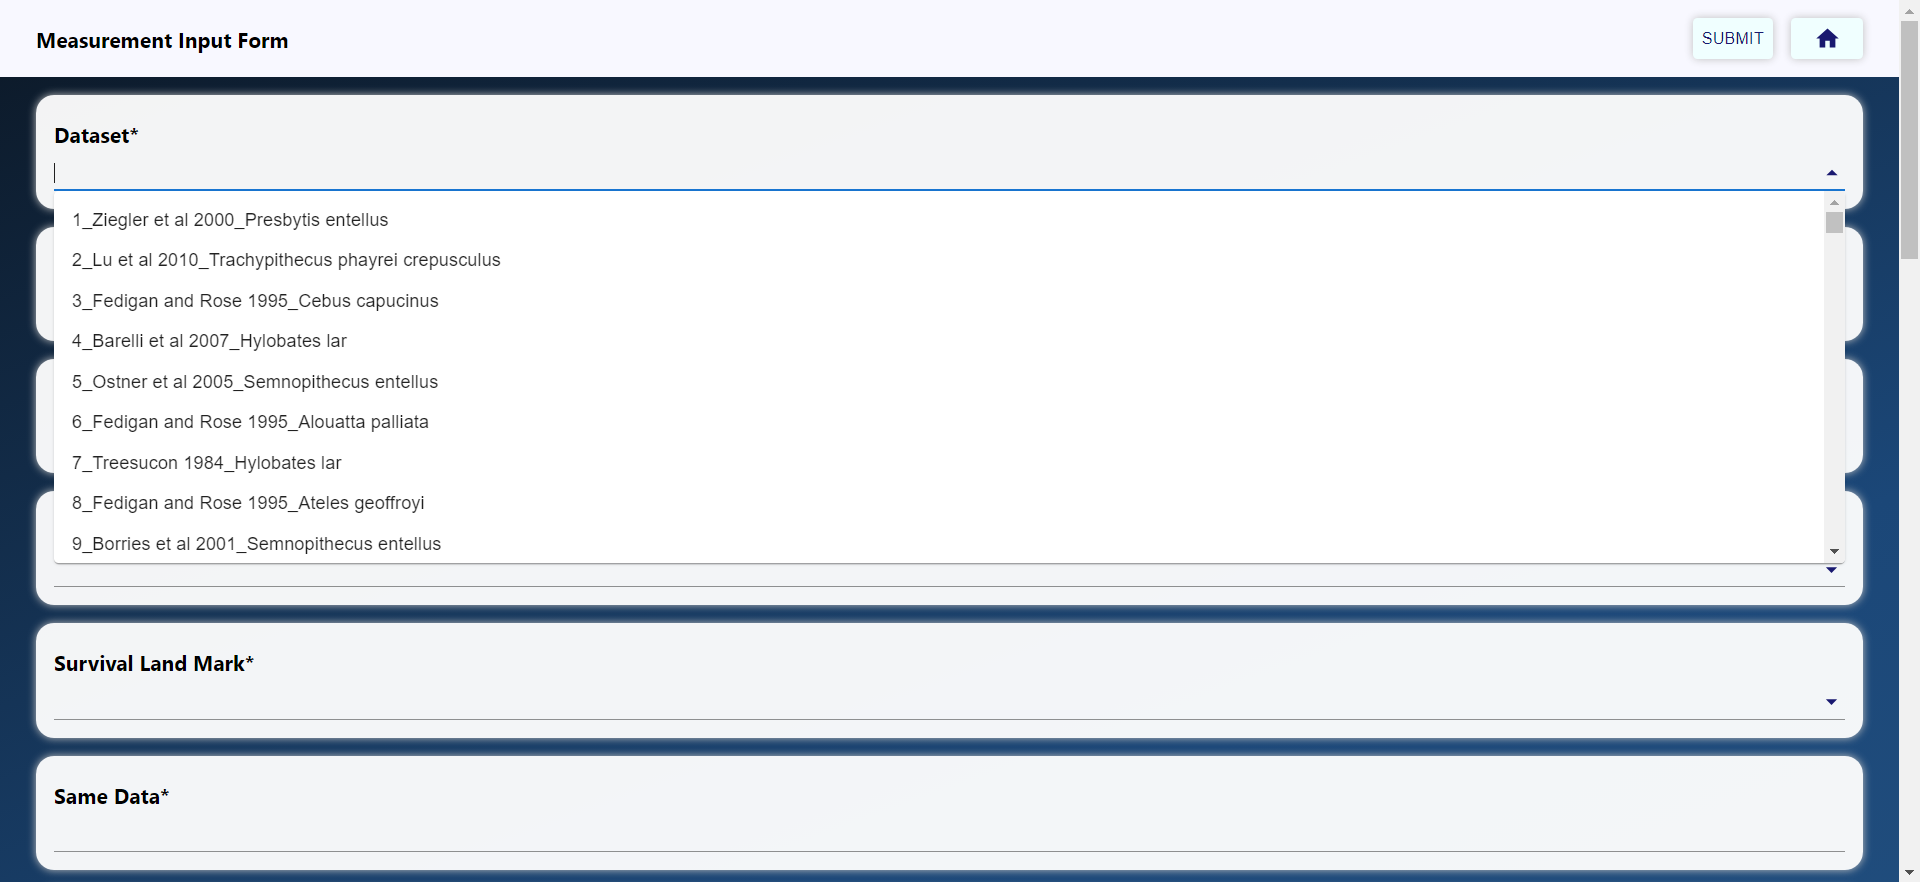 Measurement Input Form
SUBMIT
Dataset*
1_Ziegler et al 2000_Presbytis entellus
2_Lu et al 2010_Trachypithecus phayrei crepusculus
3_Fedigan and Rose 1995_Cebus capucinus
4_Barelli et al 2007_Hylobates lar
5_Ostner et al 2005_Semnopithecus entellus
6_Fedigan and Rose 1995_Alouatta palliata
7_Treesucon 1984_Hylobates lar
8_Fedigan and Rose 1995_Ateles geoffroyi
9_Borries et al 2001_Semnopithecus entellus
Survival Land Mark*
Same Data*